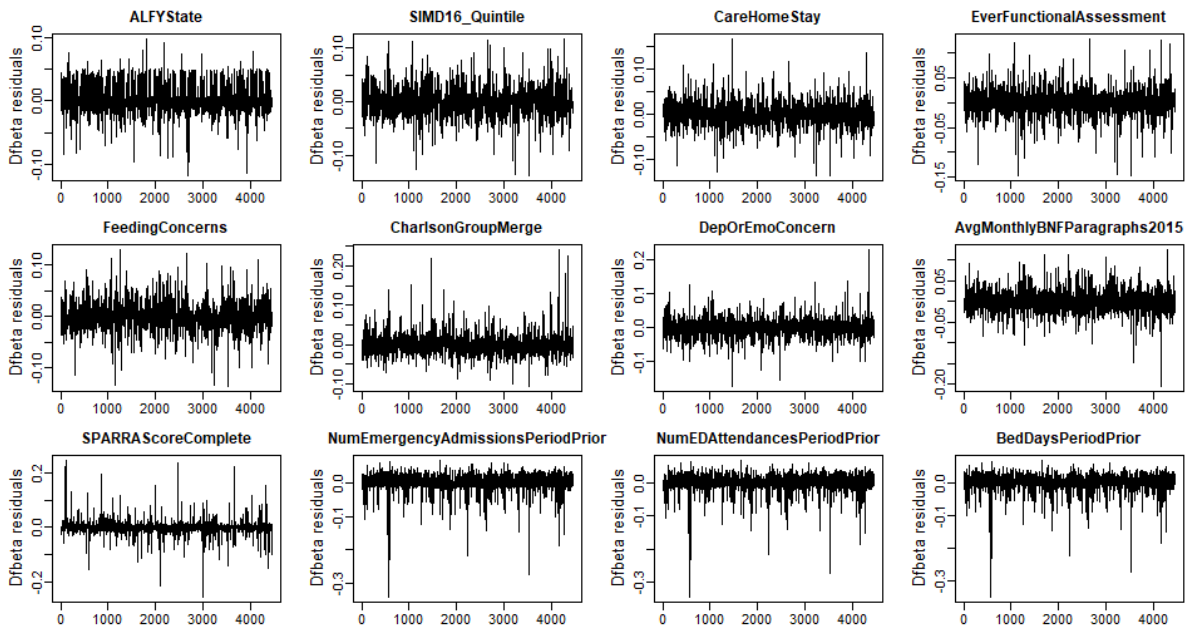 ALFYState
SIMD16_Quintile
CareHomeStay
EverFunctionalAssessment
Dfbeta residuals
-0.10 0.00 0.10
0 1000 2000 3000 4000
Dfbeta residuals
-0.10 0.00 0.10
0 1000 2000 3000 4000
Dfbeta residuals
-0.10 0.00 0.10
0 1000 2000 3000 4000
Dfbeta residuals
-0.15 -0.05 0.05
0 1000 2000 3000 4000
FeedingConcerns
CharlsonGroupMerge
DepOrEmoConcern
AvgMonthlyBNFParagraphs2015
Dfbeta residuals
-0.10 0.00 0.10
0 1000 2000 3000 4000
Dfbeta residuals
-0.10 0.00 0.10 0.20
0 1000 2000 3000 4000
Dfbeta residuals
-0.1 0.0 0.1 0.2
0 1000 2000 3000 4000
Dfbeta residuals
-0.20 -0.05 0.05
0 1000 2000 3000 4000
SPARRAScoreComplete
NumEmergencyAdmissionsPeriodPrior
NumEDAttendancesPeriodPrior
BedDaysPeriodPrior
Dfbeta residuals
-0.2 0.0 0.2
0 1000 2000 3000 4000
Dfbeta residuals
-0.3 -0.1 0.0
0 1000 2000 3000 4000
Dfbeta residuals
-0.3 -0.1 0.0
0 1000 2000 3000 4000
Dfbeta residuals
-0.3 -0.1 0.0
0 1000 2000 3000 4000